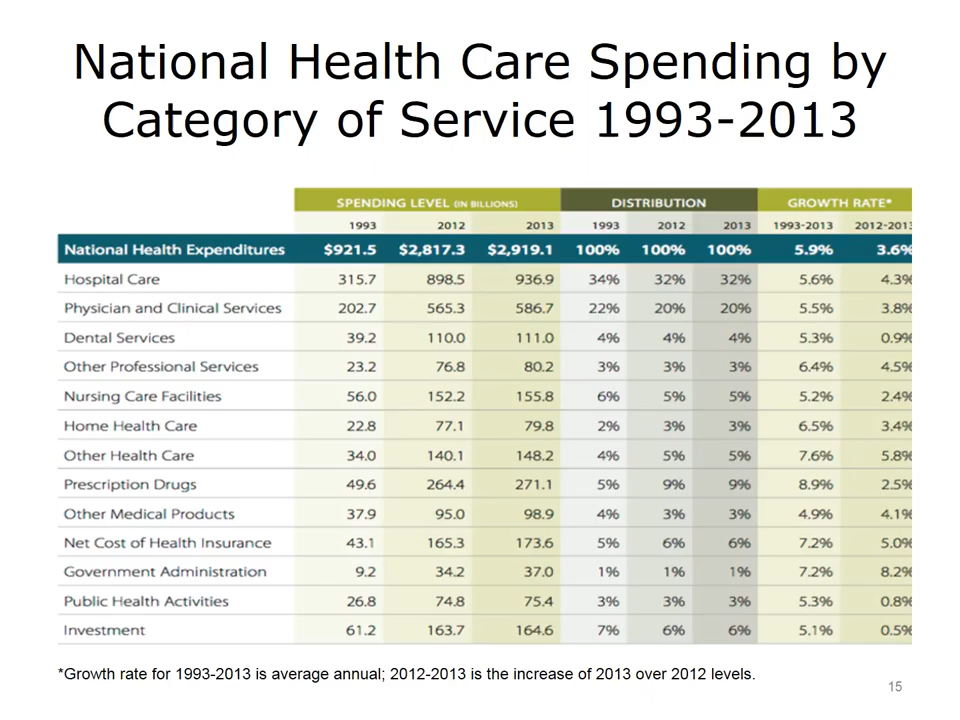 National Health Care Spending by
Category of Service 1993-2013
SPENDING LEVEL (IN BILLIONS) DISTRIBUTION GROWTH RATE*
1993 2012 2013 1993 2012 2013 1993-2013 2012-2013
National Health Expenditures $921.5 $2,817.3 $2,919.1 100% 100% 100% 5.9% 3.6%
Hospital Care 315.7 898.5 936.9 34% 32% 32% 5.6% 4.3%
Physician and Clinical Services 202.7 565.3 586.7 22% 20% 20% 5.5% 3.8%
Dental Services 39.2 110.0 111.0 4% 4% 4% 5.3% 0.9%
Other Professional Services 23.2 76.8 80.2 3% 3% 3% 6.4% 4.5%
Nursing Care Facilities 56.0 152.2 155.8 6% 5% 5% 5.2% 2.4%
Home Health Care 22.8 77.1 79.8 2% 3% 3% 6.5% 3.4%
Other Health Care 34.0 140.1 148.2 4% 5% 5% 7.6% 5.8%
Prescription Drugs 49.6 264.4 271.1 5% 9% 9% 8.9% 2.5%
Other Medical Products 37.9 95.0 98.9 4% 3% 3% 4.9% 4.1%
Net Cost of Health Insurance 43.1 165.3 173.6 5% 6% 6% 7.2% 5.0%
Government Administration 9.2 34.2 37.0 1% 1% 1% 7.2% 8.2%
Public Health Activities 26.8 74.8 75.4 3% 3% 3% 5.3% 0.8%
Investment 61.2 163.7 164.6 7% 6% 6% 5.1% 0.5%
*Growth rate for 1993-2013 is average annual; 2012-2013 is the increase of 2013 over 2012 levels.
15